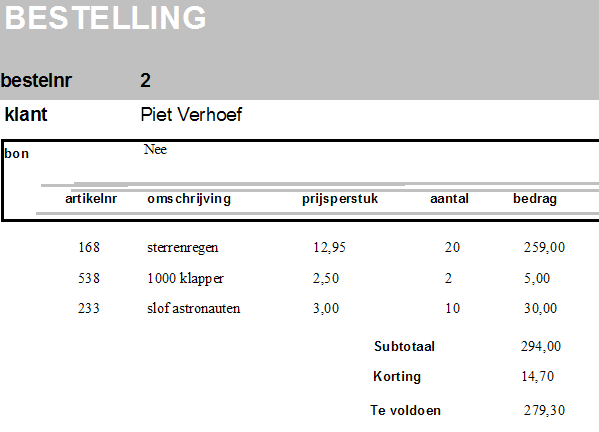 BESTELLING
bestelnr 2
klant Piet Verhoef
bon Nee
artikelnr omschrijving prijsperstuk aantal bedrag
168 sterrenregen 12,95 20 259,00
538 1000 klapper 2,50 2 5,00
233 slof astronauten 3,00 10 30,00
Subtotaal 294,00
Korting 14,70
Te voldoen 279,30